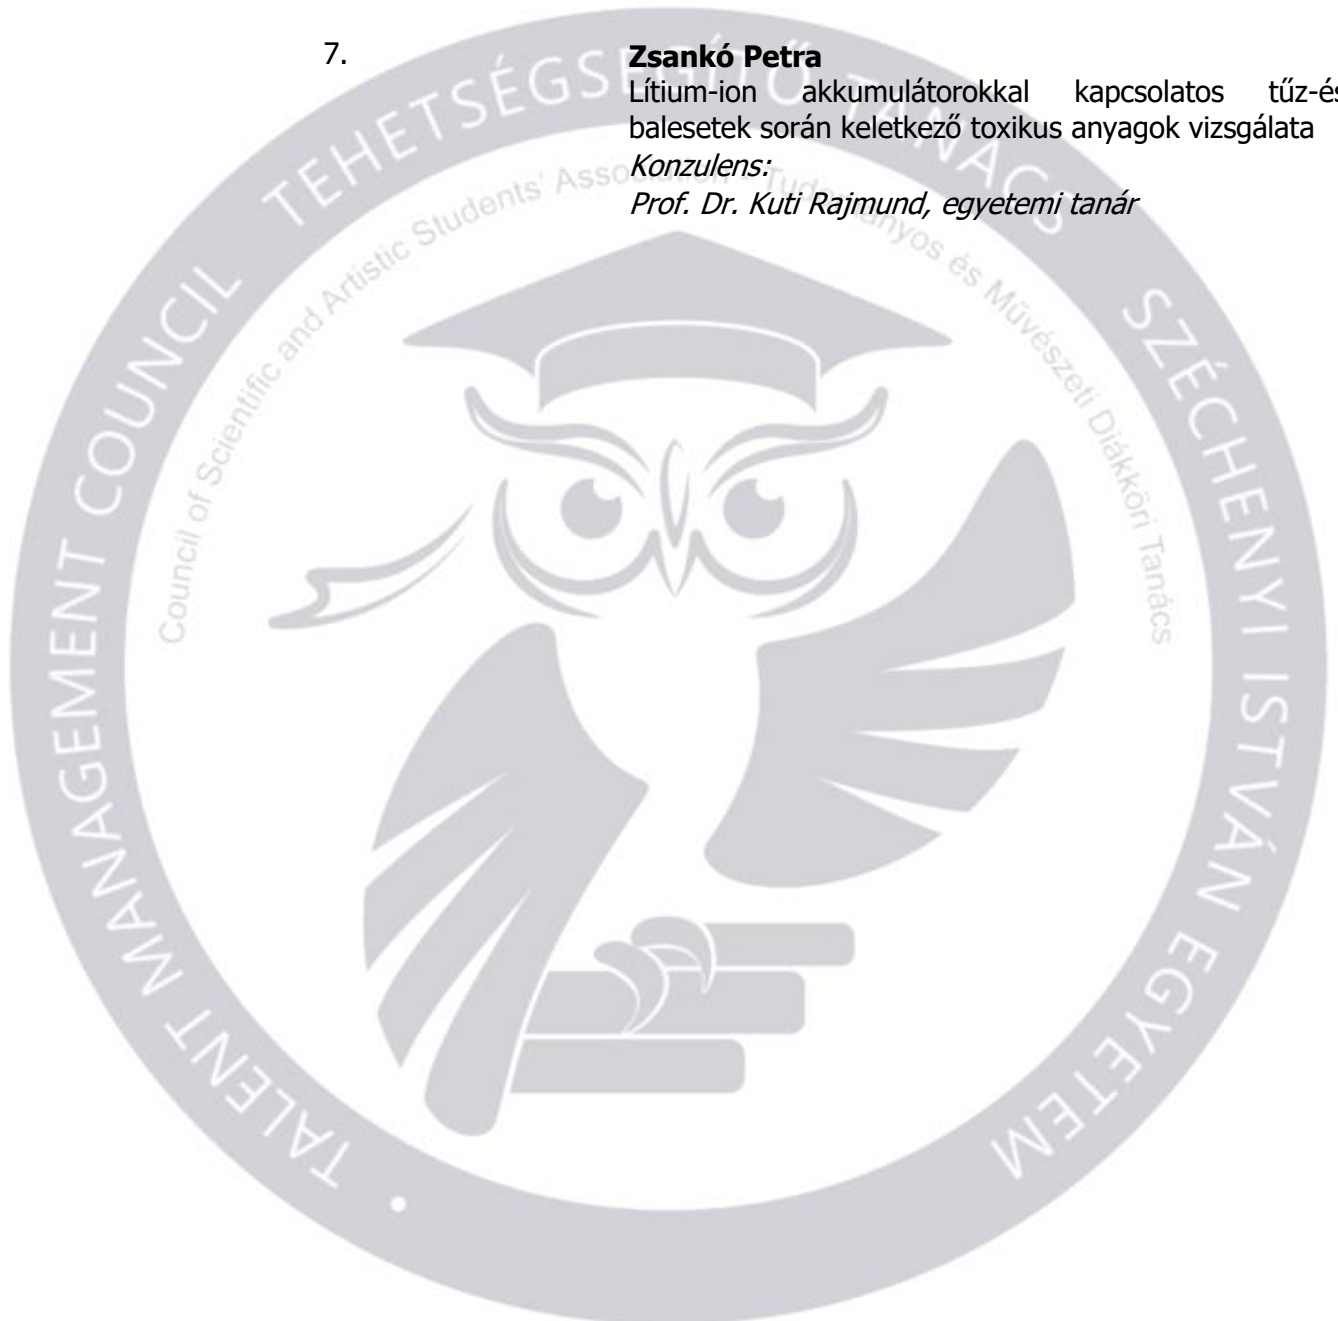 7.
Zsankó Petra
Lítium-ion akkumulátorokkal kapcsolatos tűz-és
balesetek során keletkező toxikus anyagok vizsgálata
Konzulens:
Prof. Dr. Kuti Rajmund, egyetemi tanár
TALENT MANAGEMENT COUNCIL TEHETSÉGSEGÍTŐ TANÁCS SZÉCHENYI ISTVÁN EGYETEM •
Council of Scientific and Artistic Students' Association Tudományos és Művészeti Diákköri Tanács